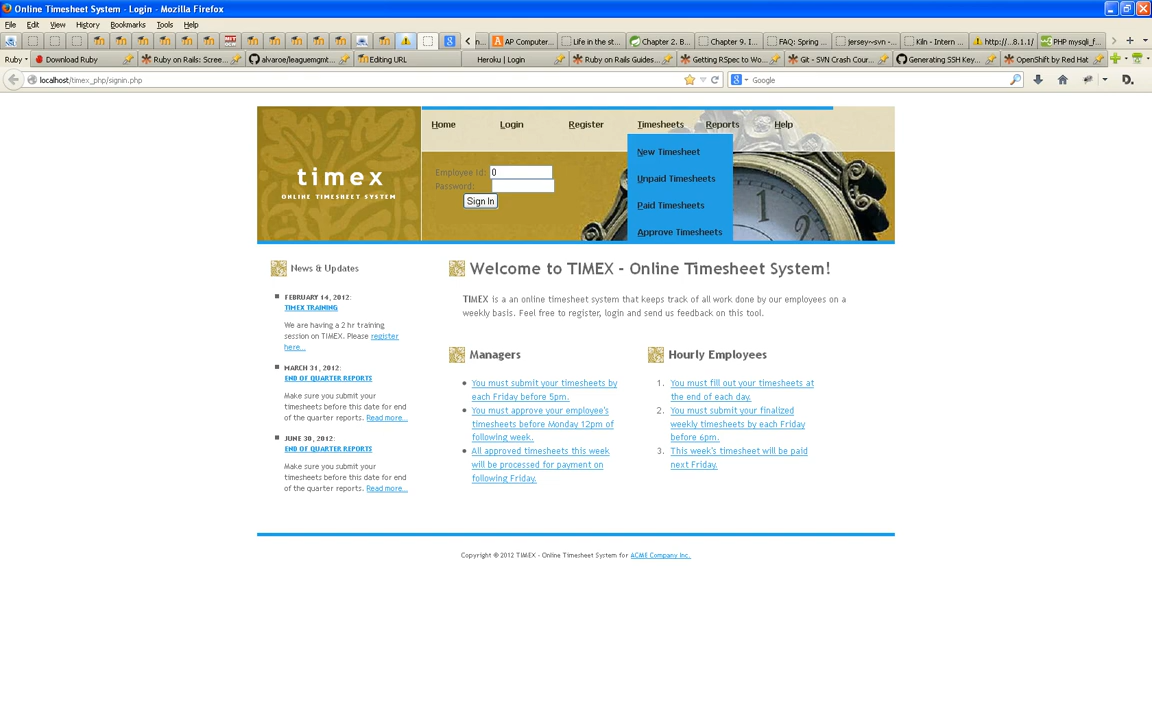 Online Timesheet System - Login - Mozilla Firefox
File Edit View History Bookmarks Tools Help
n... AP Computer... Life in the st... Chapter 2. B... Chapter 9. I... FAQ: Spring ... jersey~svn -... Kiln - Intern ... http://...8.1.1/ PHP mysqli_f...
Ruby Download Ruby Ruby on Rails: Scree... alvaroe/leaguemgmt... Editing URL Heroku | Login Ruby on Rails Guides... Getting RSpec to Wo... Git - SVN Crash Cour... Generating SSH Key... OpenShift by Red Hat
localhost/timex_php/signin.php Google
Home Login Register Timesheets Reports Help
New Timesheet
Unpaid Timesheets
Paid Timesheets
Approve Timesheets
timex
ONLINE TIMESHEET SYSTEM
Employee Id: 0
Password:
Sign In
News & Updates
FEBRUARY 14, 2012:
TIMEX TRAINING
We are having a 2 hr training
session on TIMEX. Please register
here...
MARCH 31, 2012:
END OF QUARTER REPORTS
Make sure you submit your
timesheets before this date for end
of the quarter reports. Read more...
JUNE 30, 2012:
END OF QUARTER REPORTS
Make sure you submit your
timesheets before this date for end
of the quarter reports. Read more...
Welcome to TIMEX - Online Timesheet System!
TIMEX is a an online timesheet system that keeps track of all work done by our employees on a
weekly basis. Feel free to register, login and send us feedback on this tool.
Managers
You must submit your timesheets by
each Friday before 5pm.
You must approve your employee's
timesheets before Monday 12pm of
following week.
All approved timesheets this week
will be processed for payment on
following Friday.
Hourly Employees
1. You must fill out your timesheets at
the end of each day.
2. You must submit your finalized
weekly timesheets by each Friday
before 6pm.
3. This week's timesheet will be paid
next Friday.
Copyright © 2012 TIMEX - Online Timesheet System for ACME Company Inc.